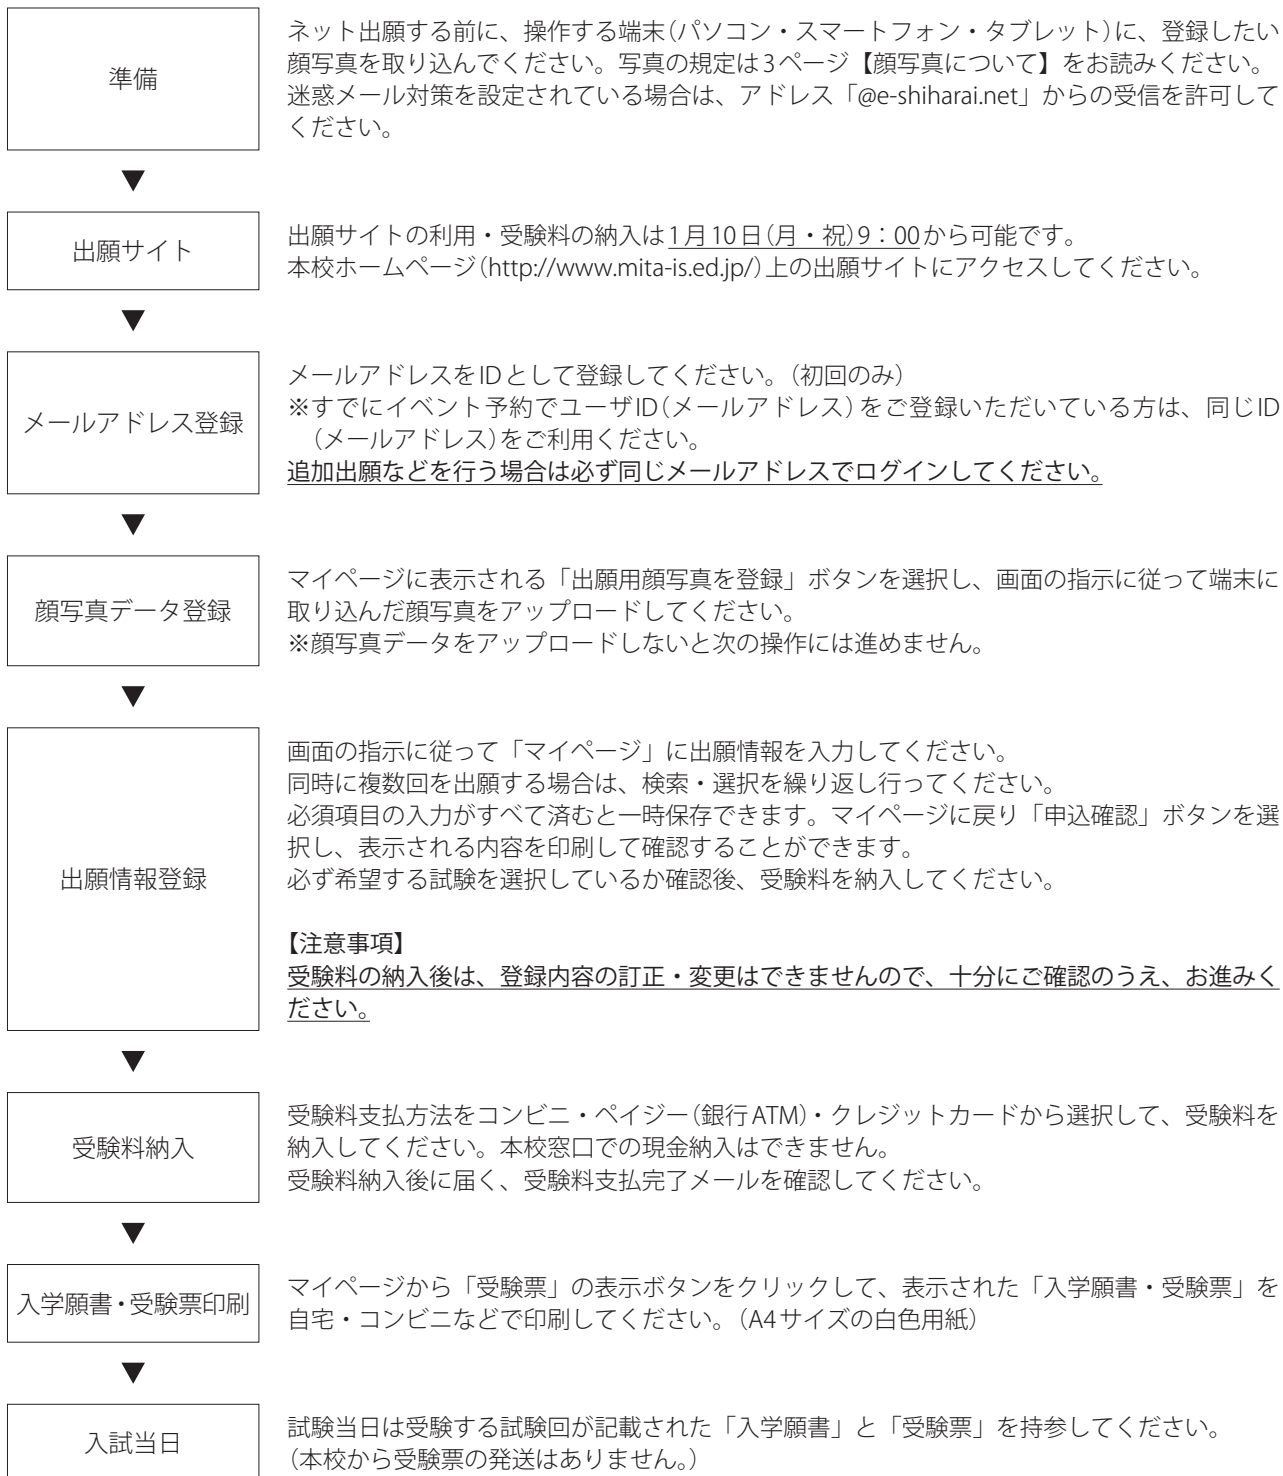 準備
ネット出願する前に、操作する端末(パソコン・スマートフォン・タブレット)に、登録したい
顔写真を取り込んでください。写真の規定は3ページ【顔写真について】をお読みください。
迷惑メール対策を設定されている場合は、アドレス「@e-shiharai.net」からの受信を許可して
ください。
▼
出願サイト
出願サイトの利用・受験料の納入は1月10日(月・祝)9：00から可能です。
本校ホームページ(http://www.mita-is.ed.jp/)上の出願サイトにアクセスしてください。
▼
メールアドレス登録
メールアドレスをIDとして登録してください。(初回のみ)
※すでにイベント予約でユーザID(メールアドレス)をご登録いただいている方は、同じID
(メールアドレス)をご利用ください。
追加出願などを行う場合は必ず同じメールアドレスでログインしてください。
▼
顔写真データ登録
マイページに表示される「出願用顔写真を登録」ボタンを選択し、画面の指示に従って端末に
取り込んだ顔写真をアップロードしてください。
※顔写真データをアップロードしないと次の操作には進めません。
▼
出願情報登録
画面の指示に従って「マイページ」に出願情報を入力してください。
同時に複数回を出願する場合は、検索・選択を繰り返し行ってください。
必須項目の入力がすべて済むと一時保存できます。マイページに戻り「申込確認」ボタンを選
択し、表示される内容を印刷して確認することができます。
必ず希望する試験を選択しているか確認後、受験料を納入してください。
【注意事項】
受験料の納入後は、登録内容の訂正・変更はできませんので、十分にご確認のうえ、お進みく
ださい。
▼
受験料納入
受験料支払方法をコンビニ・ペイジー(銀行ATM)・クレジットカードから選択して、受験料を
納入してください。本校窓口での現金納入はできません。
受験料納入後に届く、受験料支払完了メールを確認してください。
▼
入学願書・受験票印刷
マイページから「受験票」の表示ボタンをクリックして、表示された「入学願書・受験票」を
自宅・コンビニなどで印刷してください。(A4サイズの白色用紙)
▼
入試当日
試験当日は受験する試験回が記載された「入学願書」と「受験票」を持参してください。
(本校から受験票の発送はありません。)